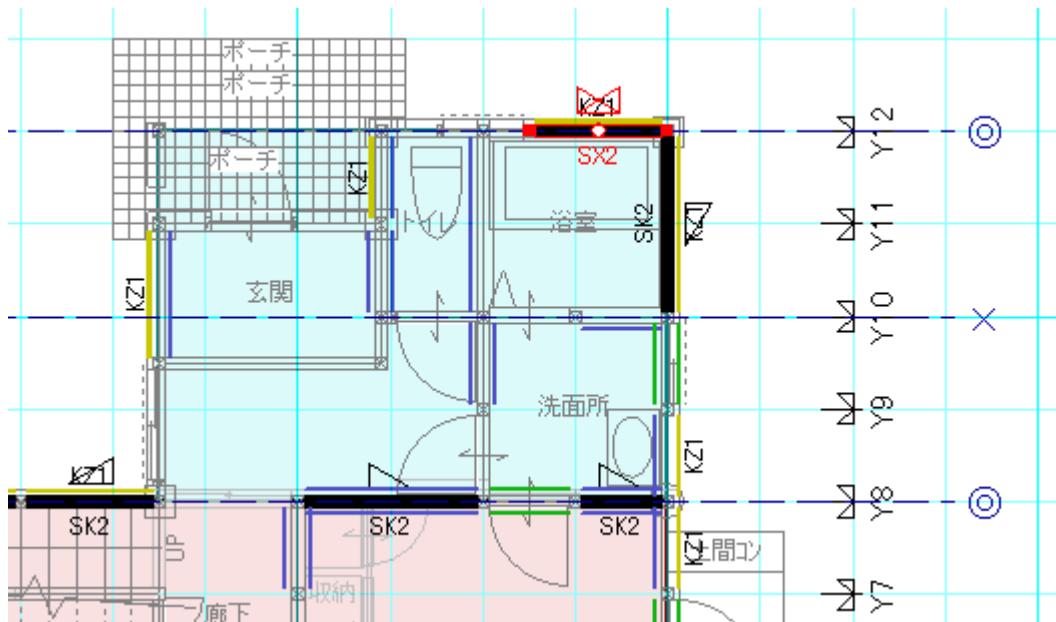 ポーチ
ポーチ
KZ1
SX2
Y12
ポーチ
KZ1
トイレ
浴室
SK2
KZ1
Y11
玄関
KZ1
Y10
洗面所
Y9
KZ1
KZ1
SK2
SK2
SK2
Y8
UP
KZ1
土間コン
収納
廊下
Y7